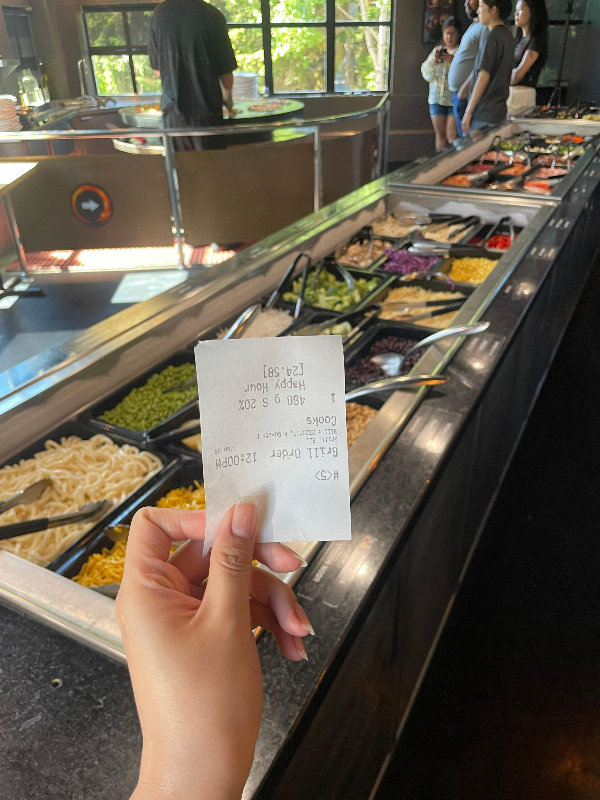 #<5>
Grill Order 12:00PM
Cooks
1 480 g S 20%
Happy Hour
[24.58]